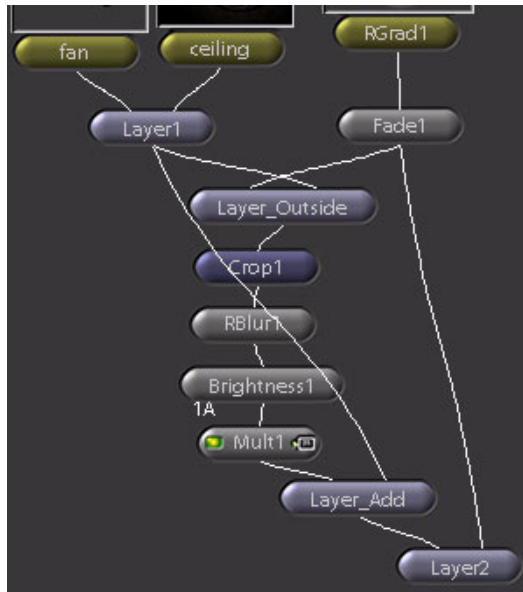 fan
ceiling
RGrad1
Layer1
Fade1
Layer_Outside
Crop1
RBlur1
Brightness1
1A
Mult1
Layer_Add
Layer2